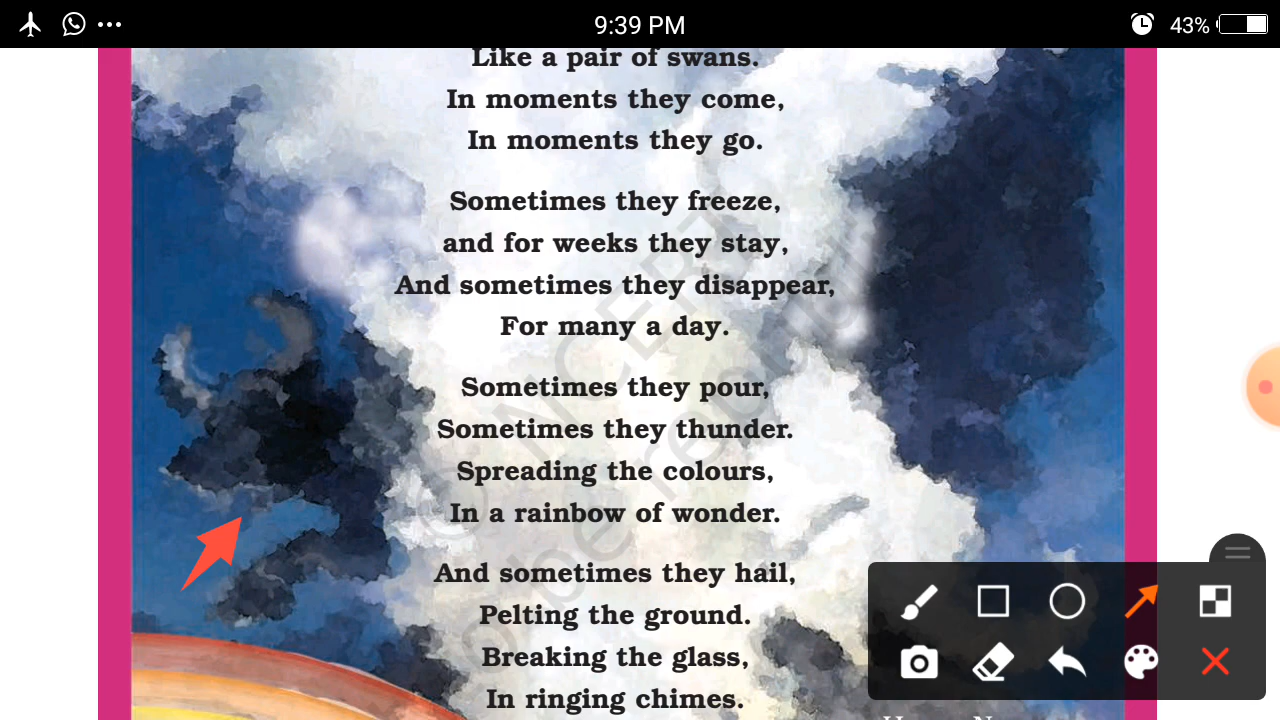 9:39 PM
43%
Like a pair of swans.
In moments they come,
In moments they go.
Sometimes they freeze,
and for weeks they stay,
And sometimes they disappear,
For many a day.
Sometimes they pour,
Sometimes they thunder.
Spreading the colours,
In a rainbow of wonder.
And sometimes they hail,
Pelting the ground.
Breaking the glass,
In ringing chimes.
© NCERT